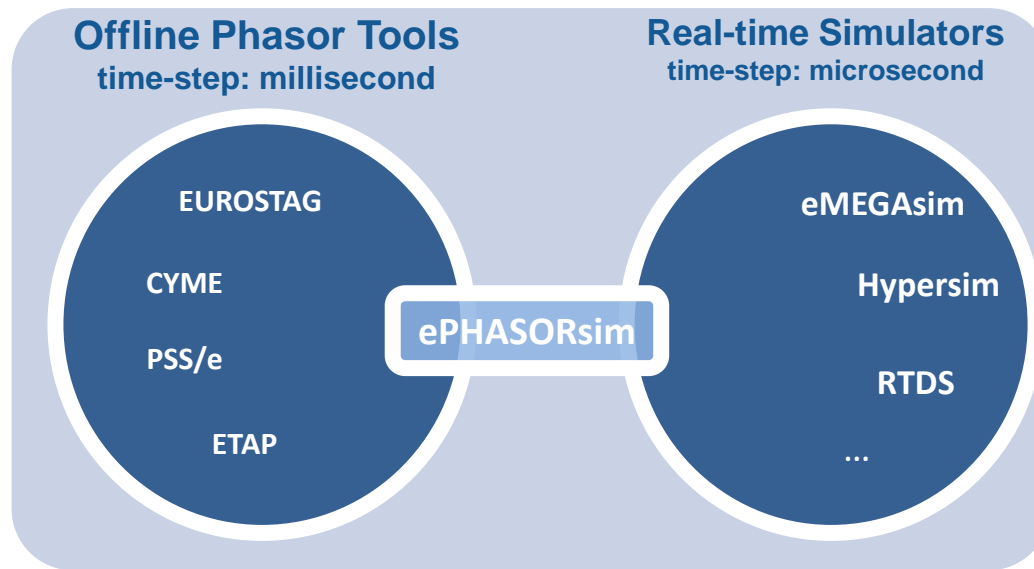 Offline Phasor Tools
time-step: millisecond
EUROSTAG
CYME
PSS/e
ETAP
ePHASORsim
Real-time Simulators
time-step: microsecond
eMEGAsim
Hypersim
RTDS
...